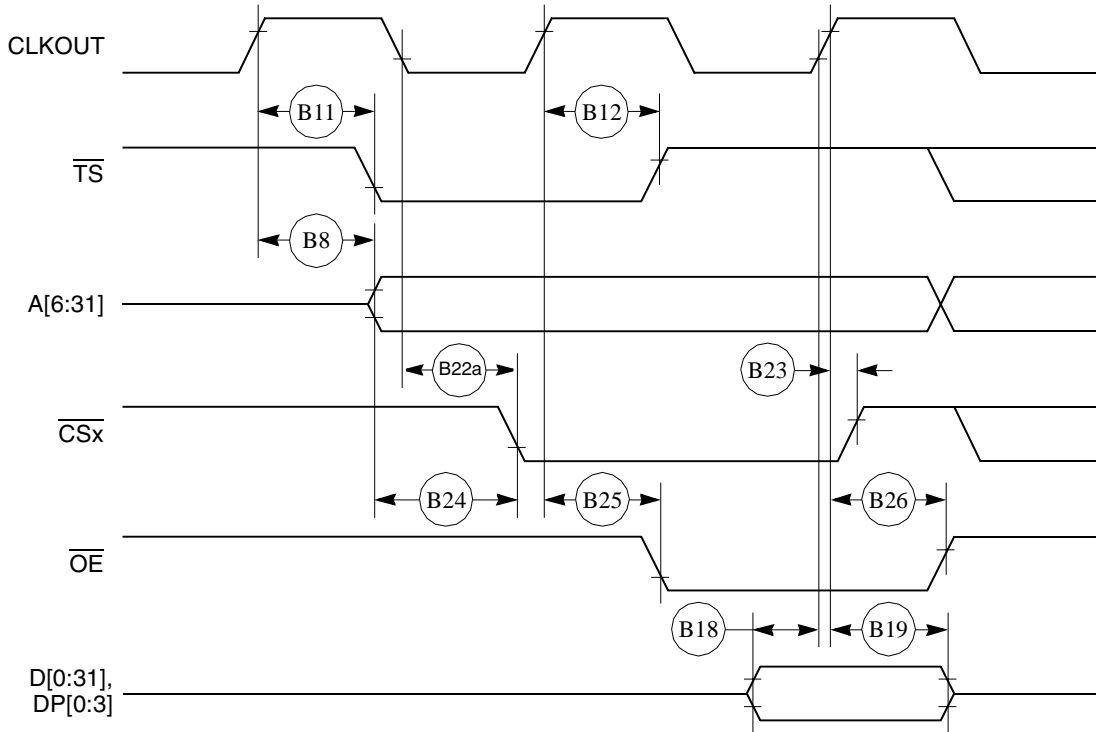 CLKOUT
B11
B12
TS
B8
A[6:31]
B22a
B23
CSx
B24
B25
B26
OE
B18
B19
D[0:31],
DP[0:3]